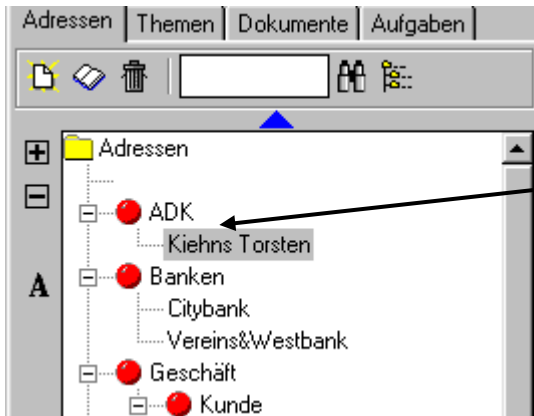 Adressen Themen Dokumente Aufgaben
Adressen
ADK
Kiehns Torsten
Banken
Citybank
Vereins&Westbank
A
Geschäft
Kunde